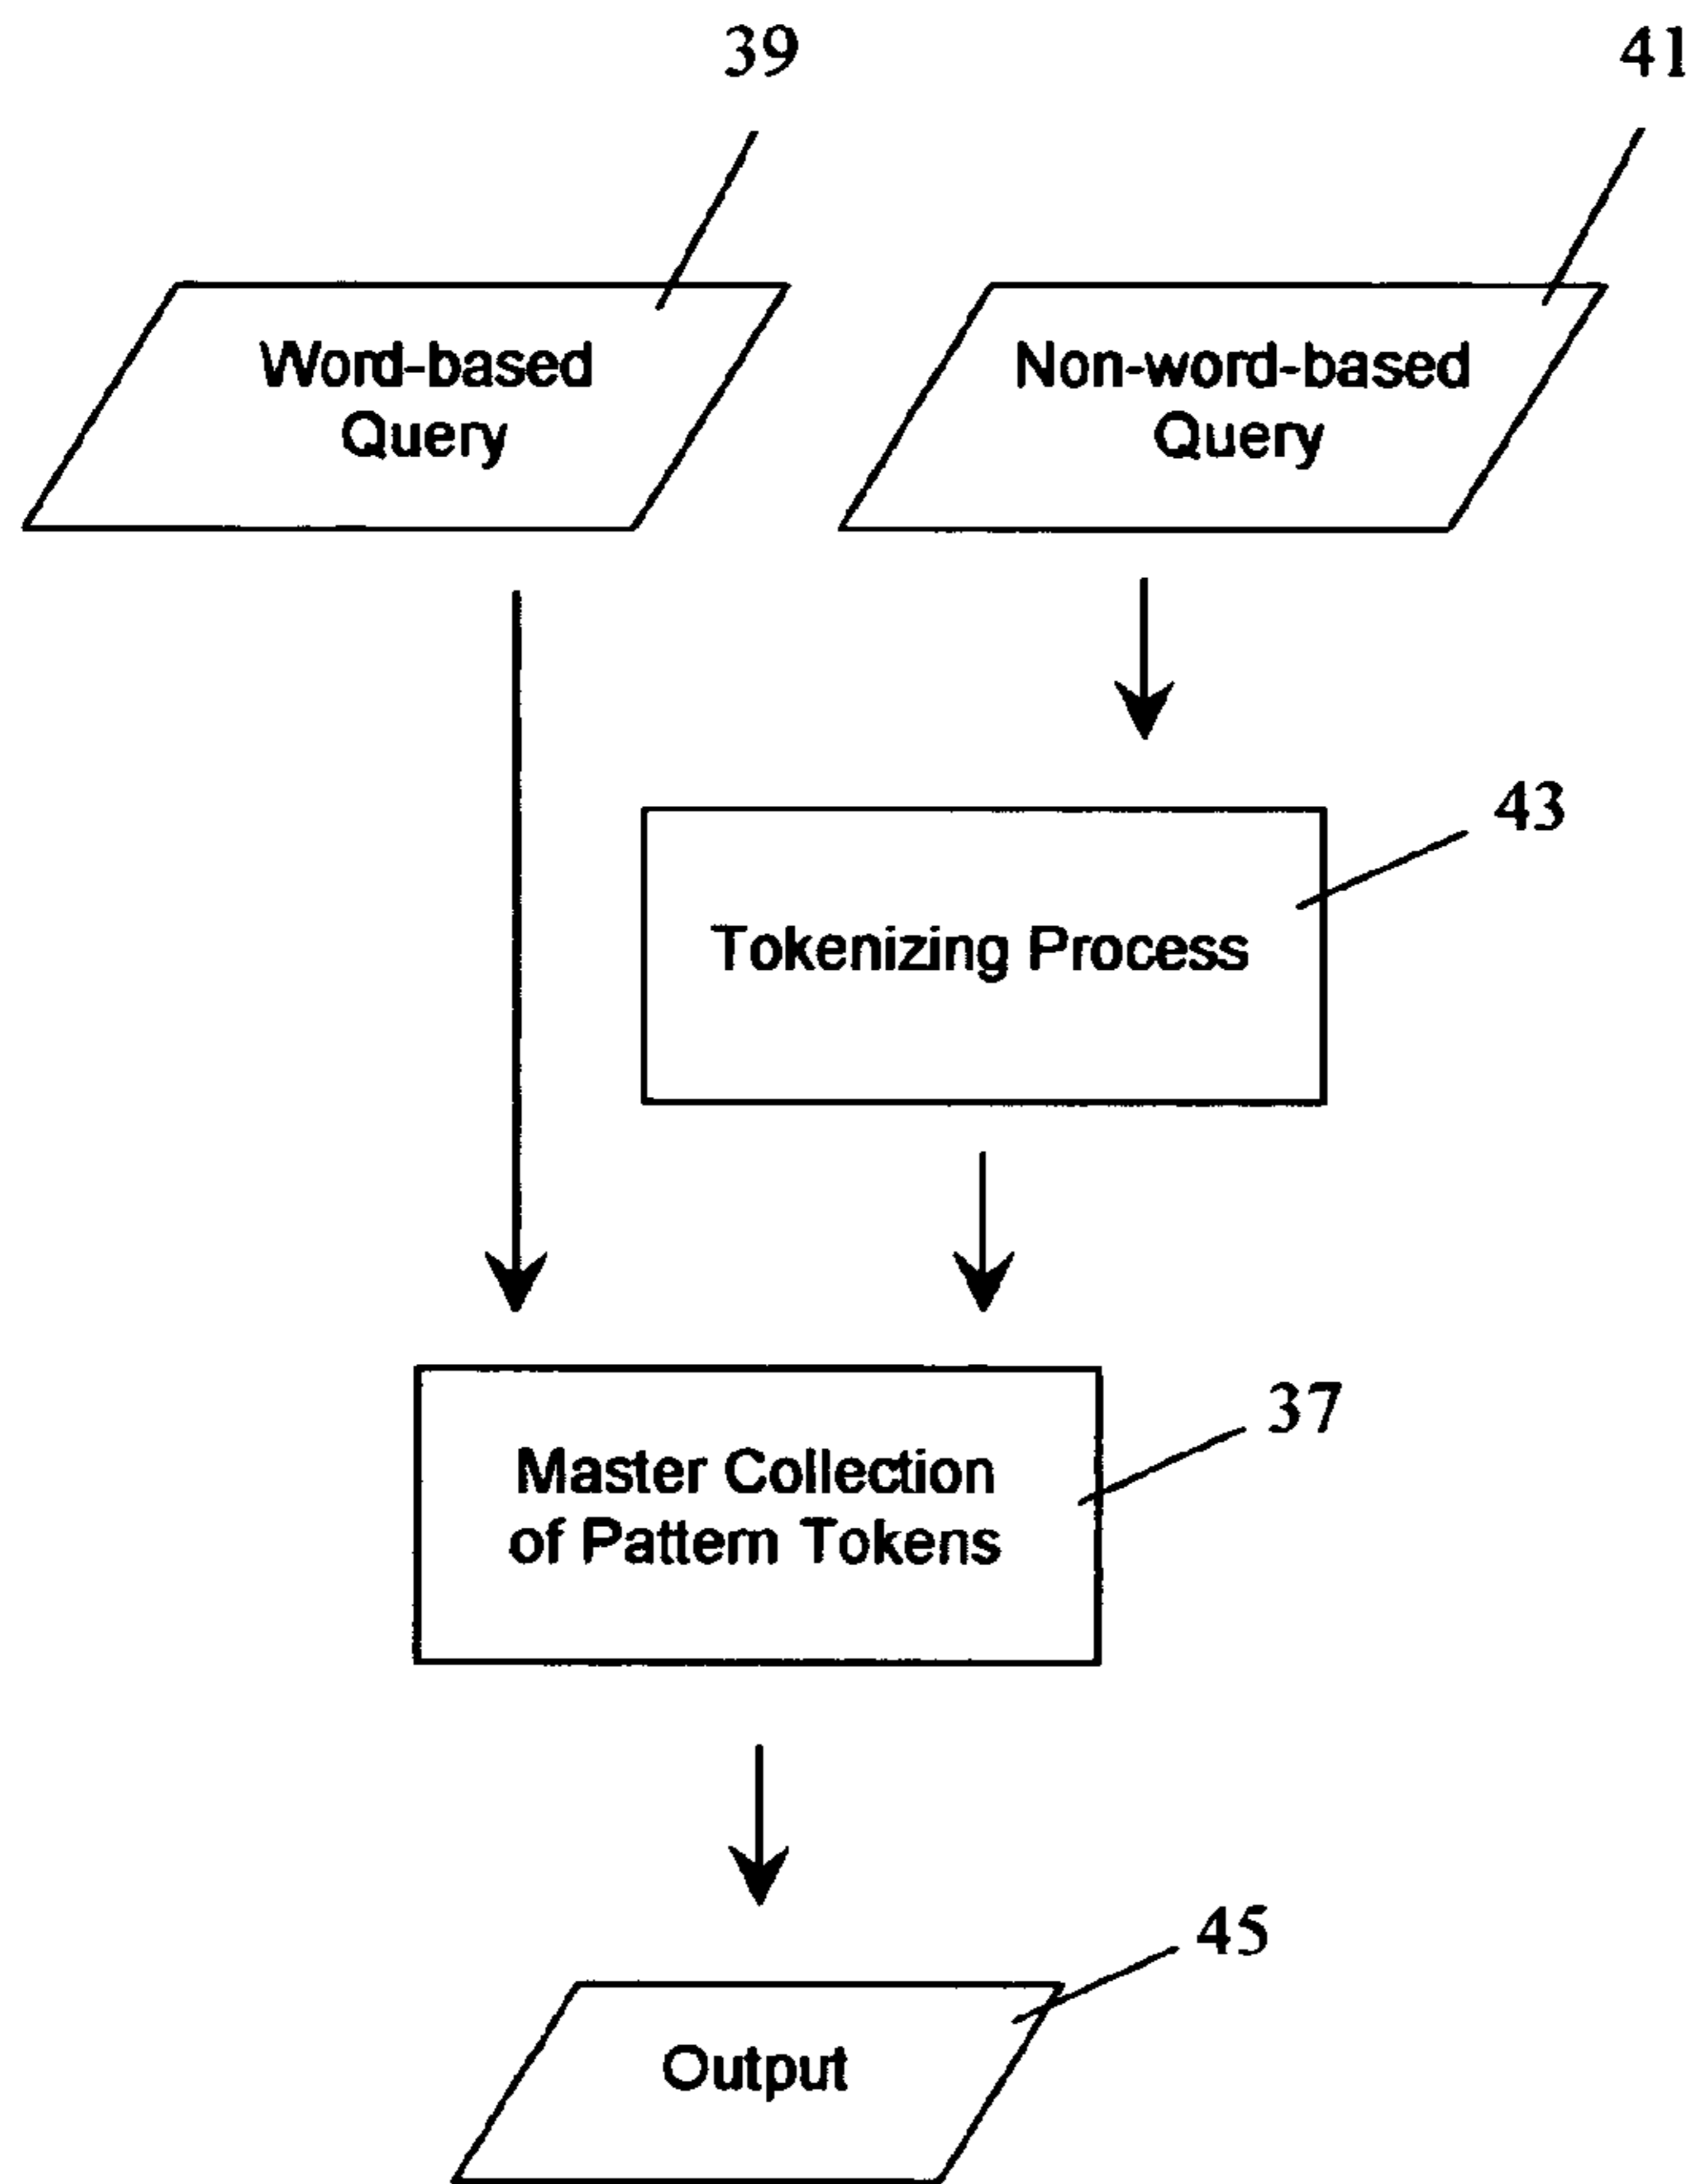 39
41
Word-based
Query
Non-word-based
Query
43
Tokenizing Process
37
Master Collection
of Pattern Tokens
45
Output